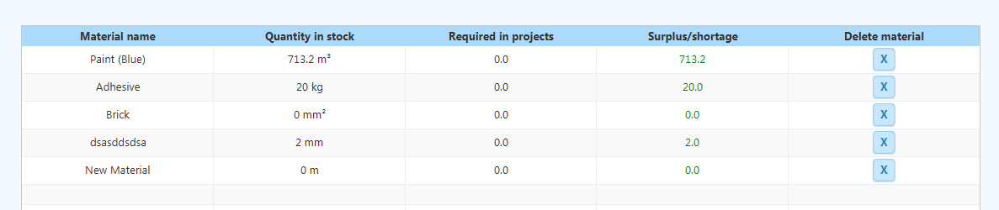 Material name Quantity in stock Required in projects Surplus/shortage Delete material
Paint (Blue) 713.2 m³ 0.0 713.2 X
Adhesive 20 kg 0.0 20.0 X
Brick 0 mm² 0.0 0.0 X
dsasddsdsa 2 mm 0.0 2.0 X
New Material 0 m 0.0 0.0 X